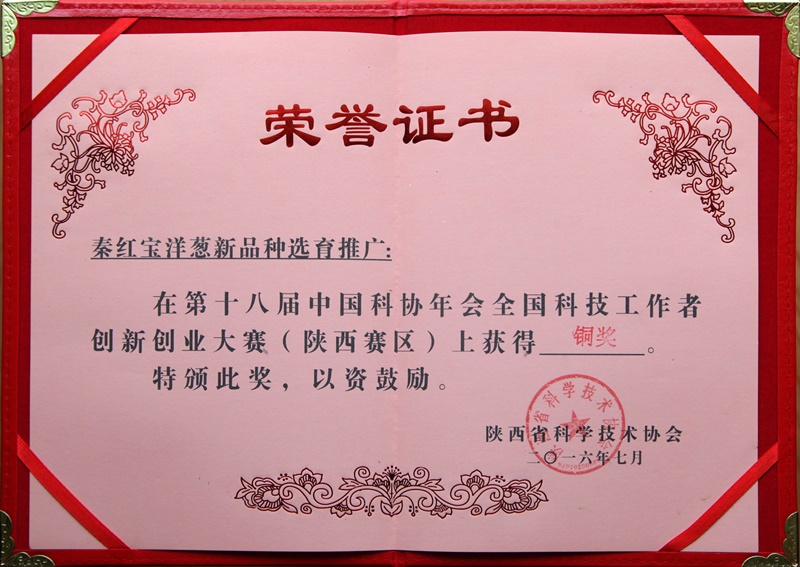 荣誉证书
秦红宝洋葱新品种选育推广:
在第十八届中国科协年会全国科技工作者
创新创业大赛（陕西赛区）上获得 铜奖 。
特颁此奖，以资鼓励。
陕西省科学技术协会
二〇一六年七月